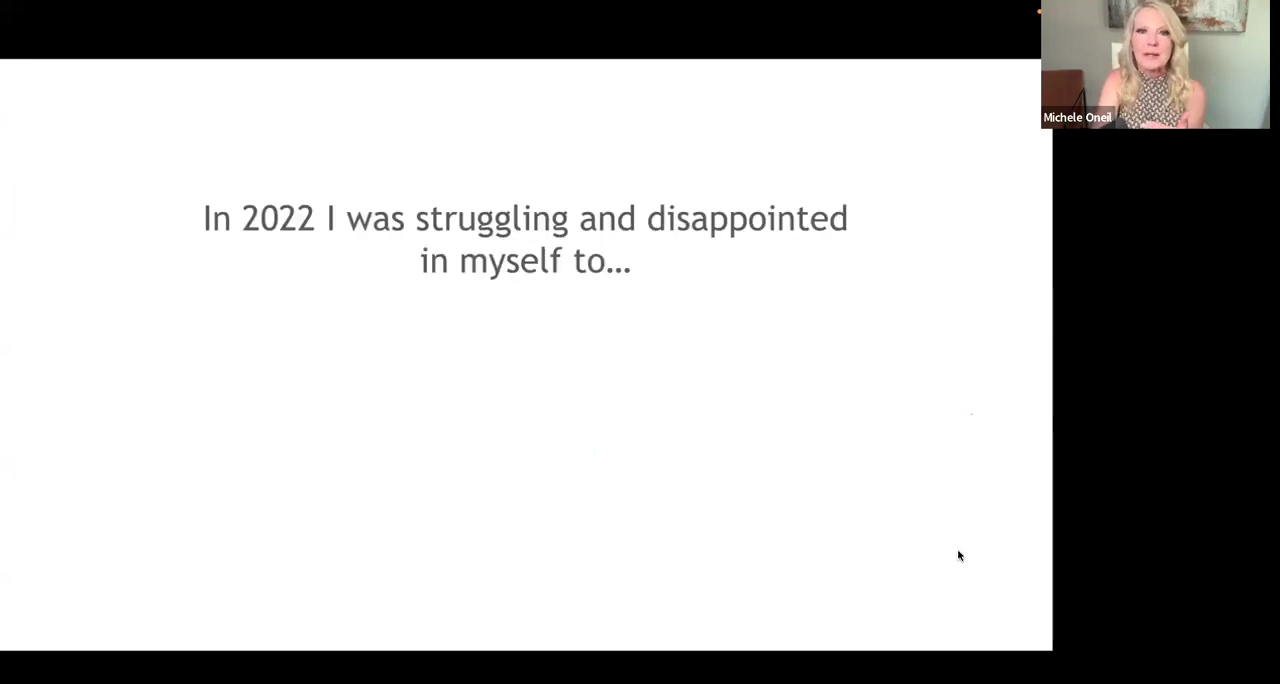 In 2022 I was struggling and disappointed
in myself to...
Michele Oneil